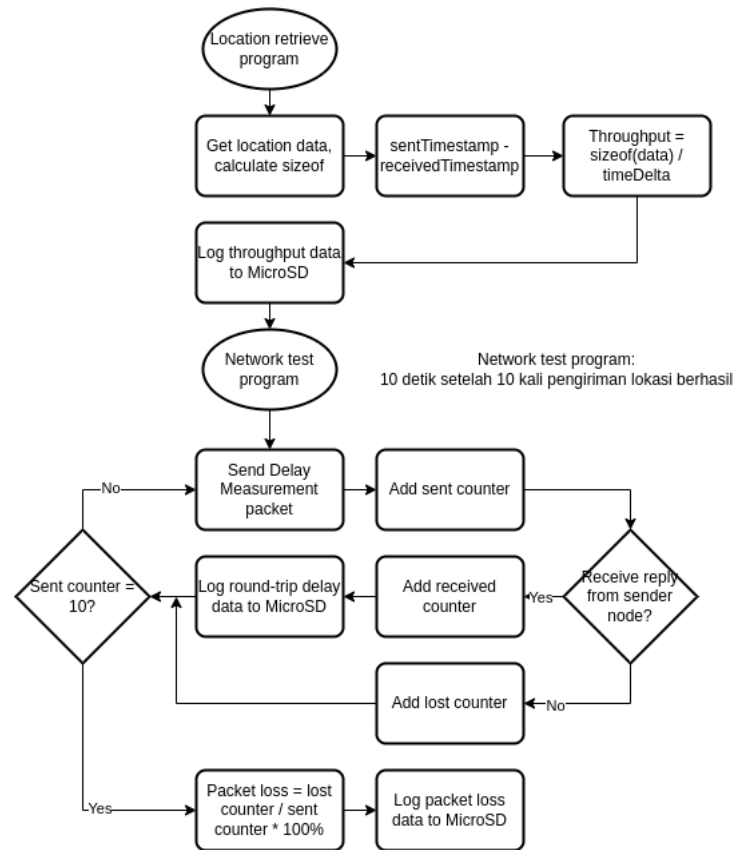 Location retrieve
program
Get location data,
calculate sizeof
sentTimestamp -
receivedTimestamp
Throughput =
sizeof(data) /
timeDelta
Log throughput data
to MicroSD
Network test
program
Network test program:
10 detik setelah 10 kali pengiriman lokasi berhasil
No
Send Delay
Measurement
packet
Add sent counter
Sent counter =
10?
Log round-trip delay
data to MicroSD
Add received
counter
Yes
Receive reply
from sender
node?
Add lost counter
No
Yes
Packet loss = lost
counter / sent
counter * 100%
Log packet loss
data to MicroSD